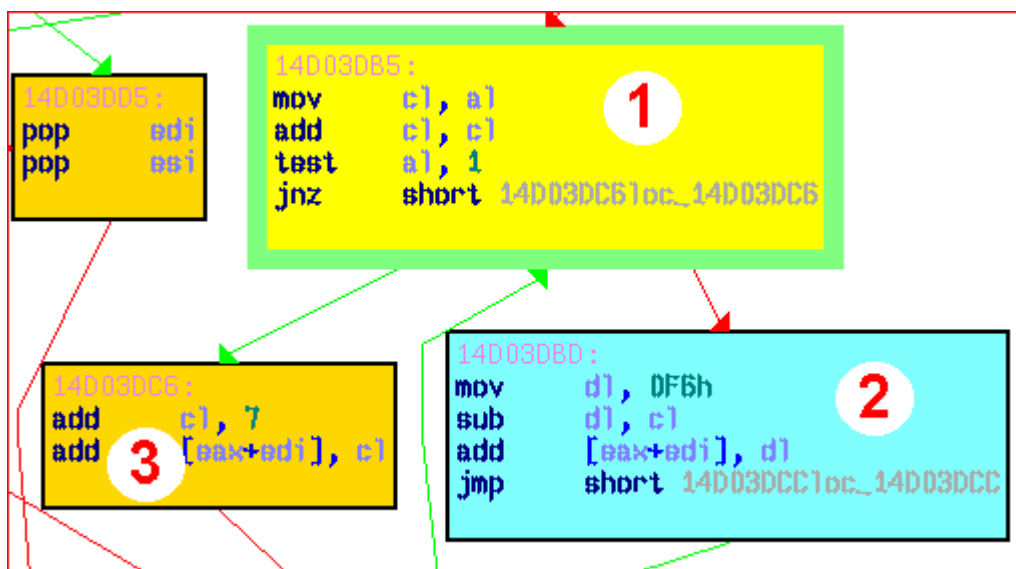 14D03DD5:
pop edi
pop esi
14D03DB5:
mov cl, al
add cl, cl
test al, 1
jnz short 14D03DC6loc_14D03DC6
1
14D03DC6:
add cl, 7
add [eax+edi], cl
3
14D03DBD:
mov dl, 0F6h
sub dl, cl
add [eax+edi], dl
jmp short 14D03DCCloc_14D03DCC
2